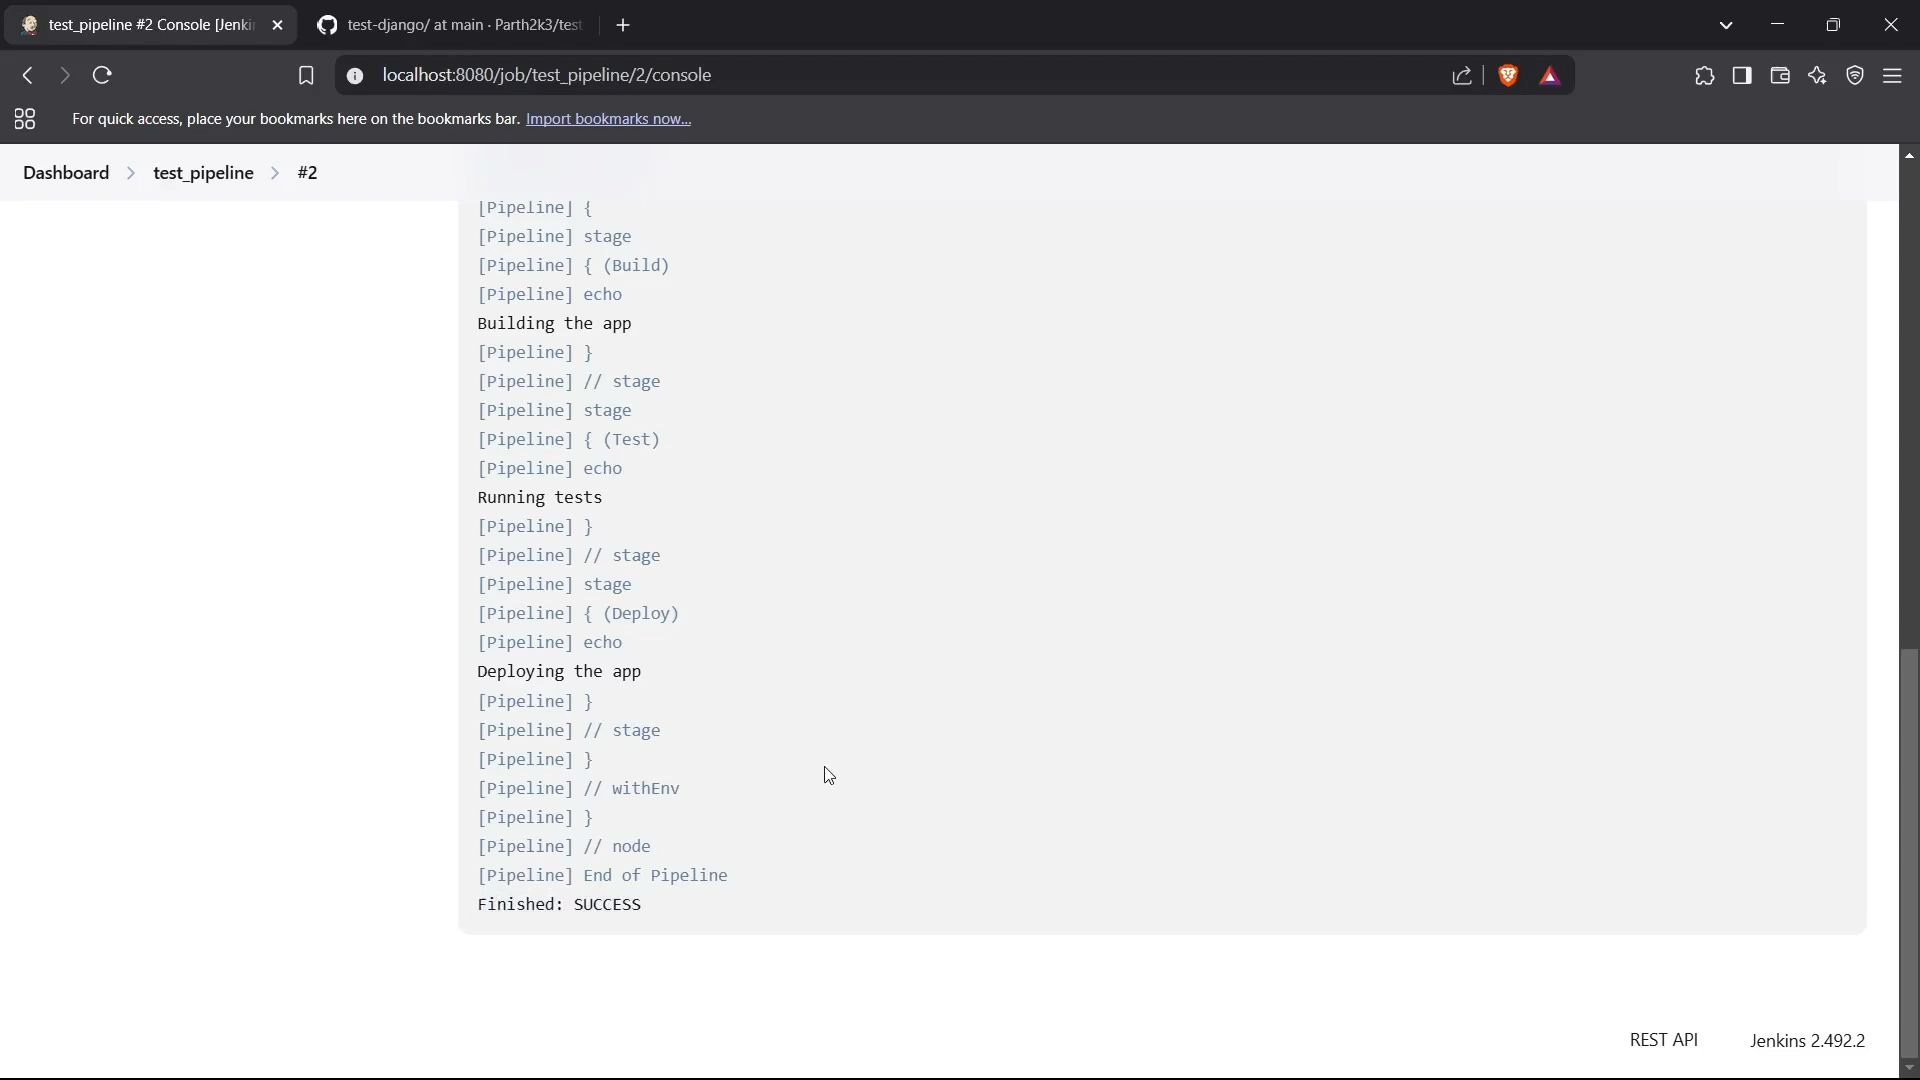 test_pipeline #2 Console [Jenki
test-django/ at main · Parth2k3/test
localhost:8080/job/test_pipeline/2/console
For quick access, place your bookmarks here on the bookmarks bar. Import bookmarks now...
Dashboard > test_pipeline > #2
[Pipeline] {
[Pipeline] stage
[Pipeline] { (Build)
[Pipeline] echo
Building the app
[Pipeline] }
[Pipeline] // stage
[Pipeline] stage
[Pipeline] { (Test)
[Pipeline] echo
Running tests
[Pipeline] }
[Pipeline] // stage
[Pipeline] stage
[Pipeline] { (Deploy)
[Pipeline] echo
Deploying the app
[Pipeline] }
[Pipeline] // stage
[Pipeline] }
[Pipeline] // withEnv
[Pipeline] }
[Pipeline] // node
[Pipeline] End of Pipeline
Finished: SUCCESS
REST API Jenkins 2.492.2